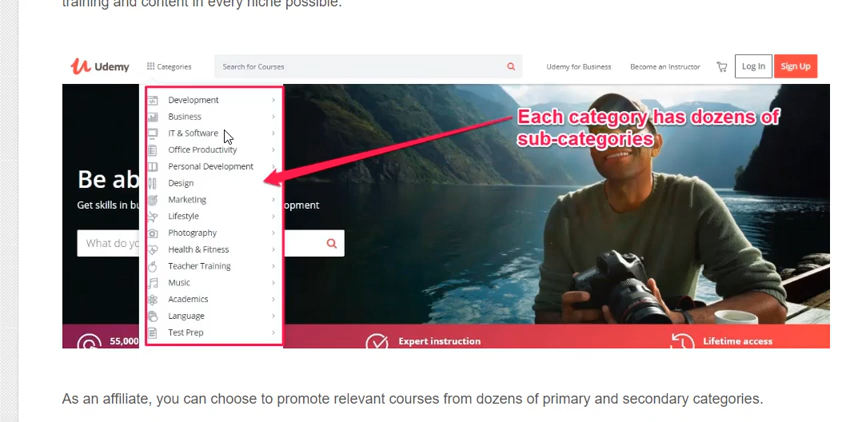 training and content in every niche possible.
Udemy
Categories
Search for Courses
Udemy for Business
Become an Instructor
Log In
Sign Up
Development
Business
IT & Software
Office Productivity
Personal Development
Design
Marketing
Lifestyle
Photography
Health & Fitness
Teacher Training
Music
Academics
Language
Test Prep
Each category has dozens of
sub-categories
Be ab
Get skills in bu
opment
What do yo
55,000
Expert instruction
Lifetime access
As an affiliate, you can choose to promote relevant courses from dozens of primary and secondary categories.